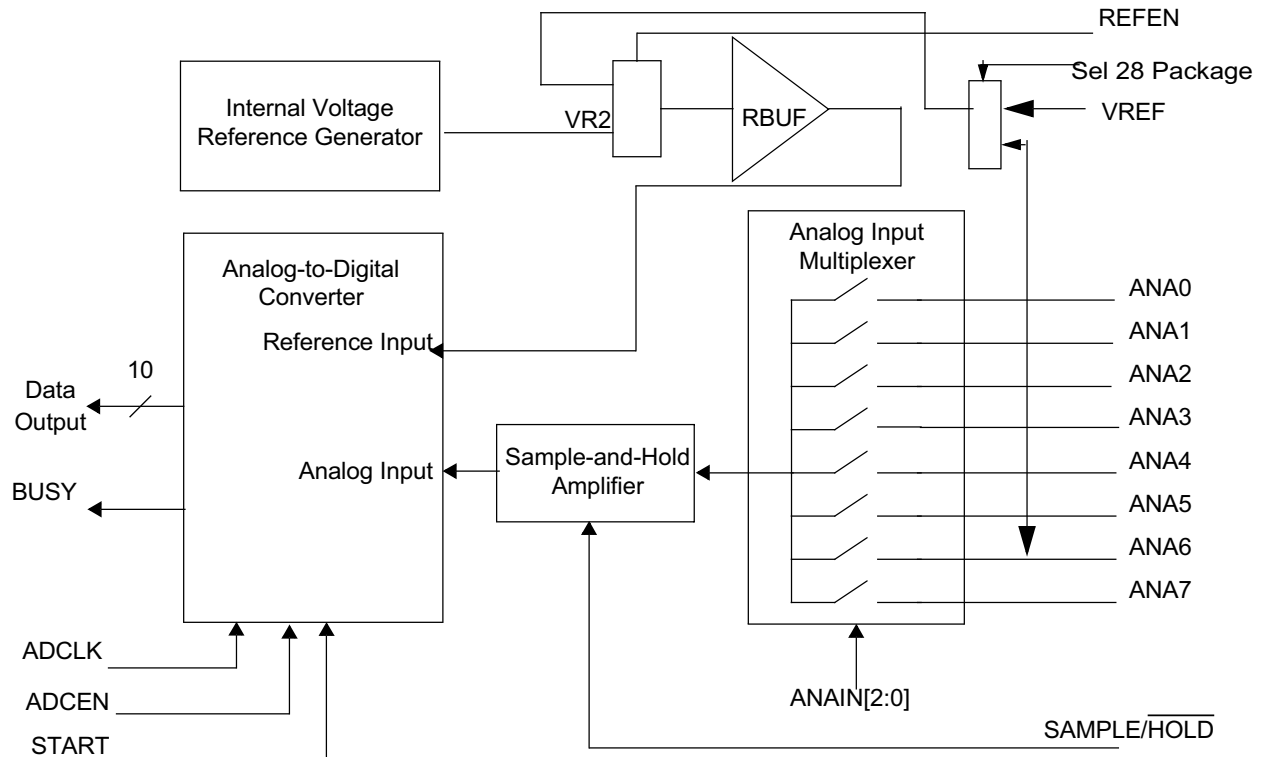 REFEN
Sel 28 Package
Internal Voltage
Reference Generator
VR2
RBUF
VREF
Analog Input
Multiplexer
Analog-to-Digital
Converter
ANA0
Reference Input
ANA1
10
ANA2
Data
Output
ANA3
Sample-and-Hold
Amplifier
Analog Input
ANA4
BUSY
ANA5
ANA6
ANA7
ADCLK
ADCEN
ANAIN[2:0]
START
SAMPLE/HOLD